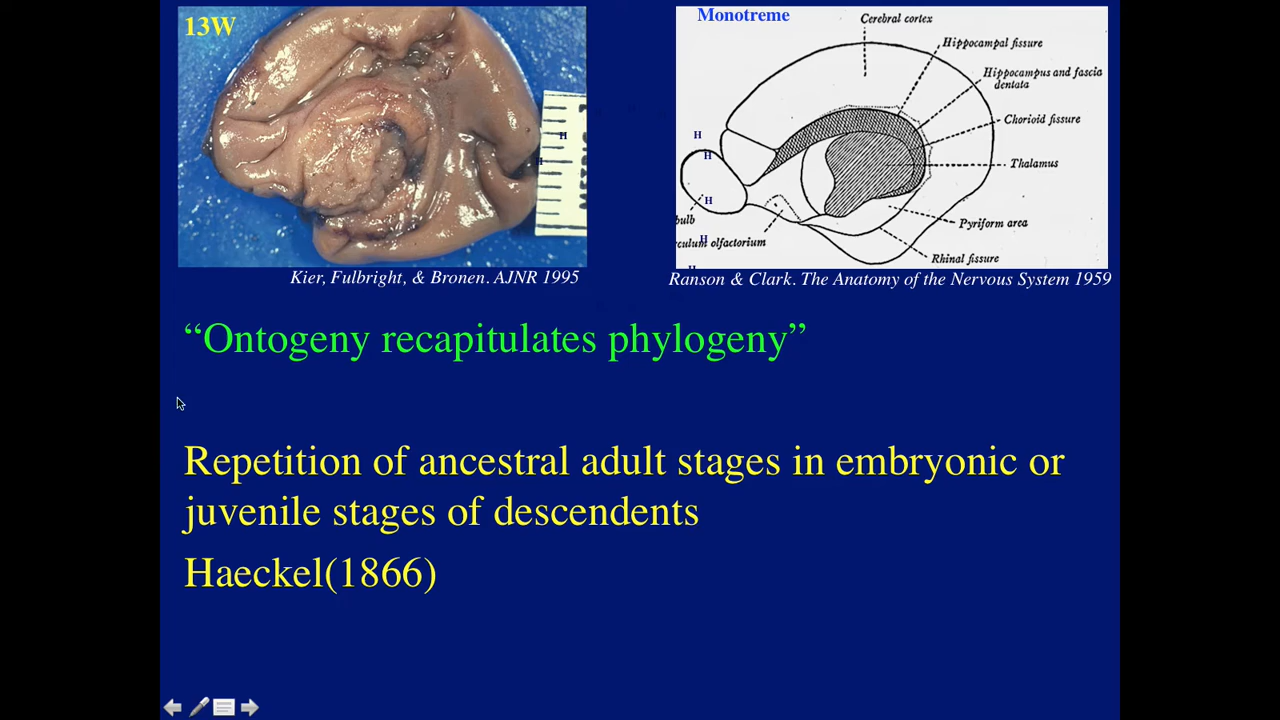 13W
Monotreme
Cerebral cortex
Hippocampal fissure
Hippocampus and fascia
dentata
Chorioid fissure
Thalamus
Pyriform area
Rhinal fissure
bulb
culum olfactorium
H
H
H
H
H
H
Kier, Fulbright, & Bronen. AJNR 1995
Ranson & Clark. The Anatomy of the Nervous System 1959
“Ontogeny recapitulates phylogeny”
Repetition of ancestral adult stages in embryonic or
juvenile stages of descendents
Haeckel(1866)